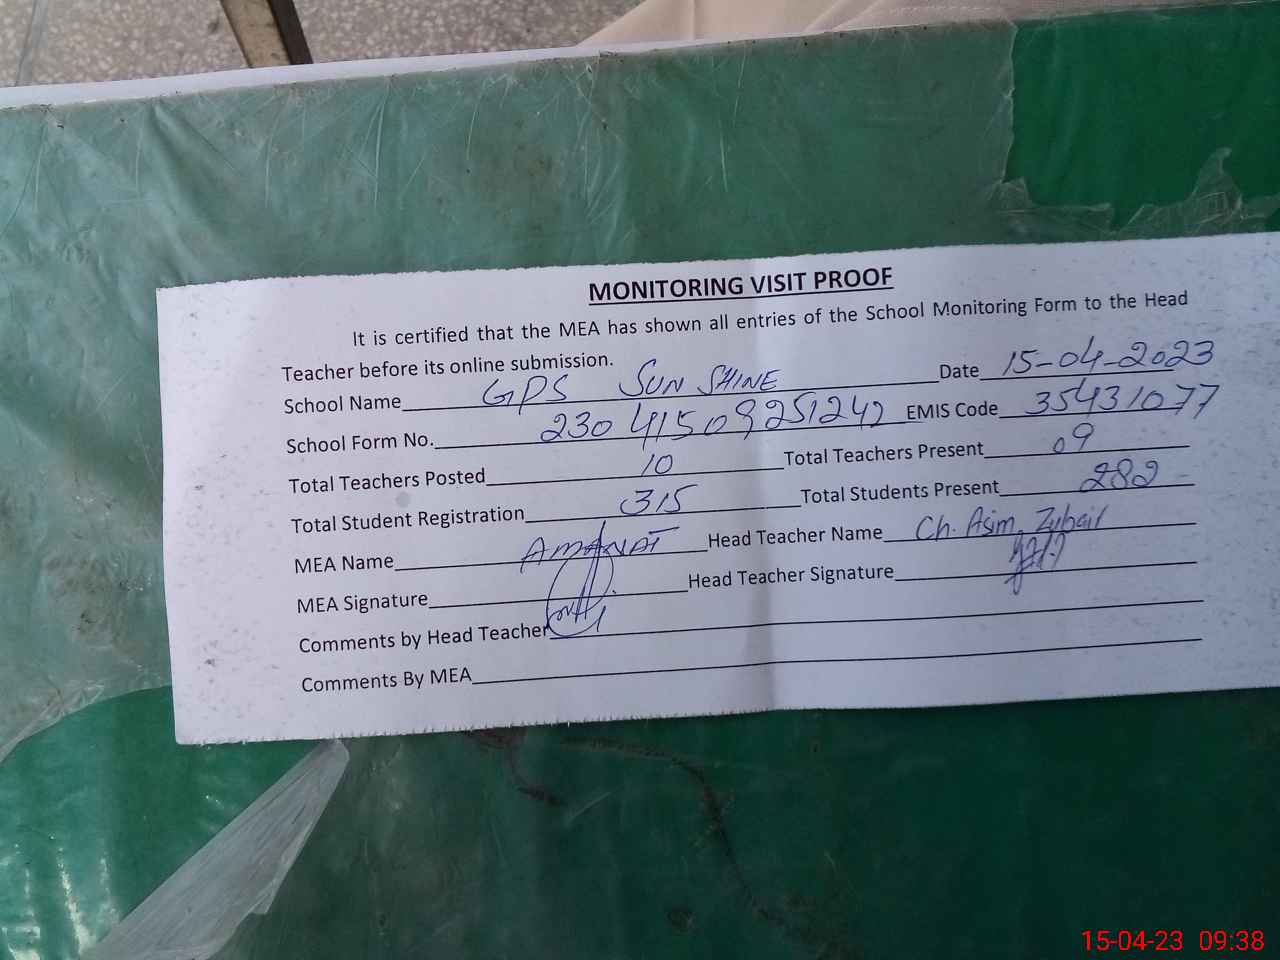 MONITORING VISIT PROOF
It is certified that the MEA has shown all entries of the School Monitoring Form to the Head
Teacher before its online submission.
School Name GPS SUN SHINE Date 15-04-2023
School Form No. 23041509251242 EMIS Code 35431077
Total Teachers Posted 10 Total Teachers Present 09
Total Student Registration 315 Total Students Present 282
MEA Name AMANAT Head Teacher Name Ch. Asim Zubair
MEA Signature Head Teacher Signature
Comments by Head Teacher
Comments By MEA
15-04-23 09:38